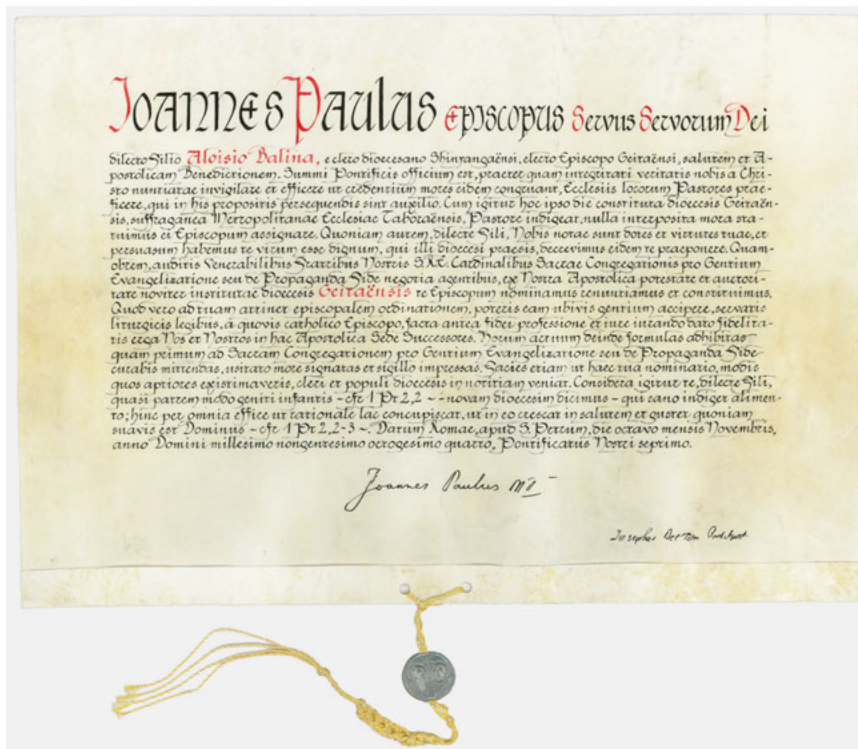 JOANNES PAULUS EPISCOPUS Servus Servorum Dei
dilecto Filio Aloisio Balina, e clero dioecesano Shinyangaënsi, electo Episcopo Geitaënsi, salutem et A-
postolicam Benedictionem. Summi Pontificis officium est, praeter quam integritati veritatis nobis a Chri-
sto nuntiatae invigilare et efficere ut credentium mores eidem congruant, Ecclesiis locorum Pastores prae-
ficere, qui in his propositis persequendis sint auxilio. Cum igitur hoc ipso die constituta dioecesis Geitaën-
sis, suffraganea Metropolitanae Ecclesiae Taboraënsis, Pastore indigeat, nulla interposita mora sta-
tuimus ei Episcopum assignare. Quoniam autem, dilecte Fili, Nobis notae sunt dotes et virtutes tuae, et
persuasum habemus te virum esse dignum, qui illi dioecesi praesis, decrevimus eidem te praeponere. Quam-
obrem, auditis Venerabilibus Fratribus Nostris S.R.E. Cardinalibus Sacrae Congregationis pro Gentium
Evangelizatione seu de Propaganda Fide negotia agentibus, ex Nostra Apostolica potestate et auctori-
tate noviter institutae dioecesis Geitaënsis te Episcopum nominamus renuntiamus et constituimus.
Quod vero ad tuam attinet episcopalem ordinationem, poteris eam ubivis gentium accipere, servatis
liturgicis legibus, a quovis catholico Episcopo, facta antea fidei professione et iure iurando dato fidelita-
tis erga Nos et Nostros in hac Apostolica Sede Successores. Horum actuum deinde formulas adhibitas
quam primum ad Sacram Congregationem pro Gentium Evangelizatione seu de Propaganda Fide
curabis mittendas, usitato more signatas et sigillo impressas. Facies etiam ut haec tua nominatio, modis
quos aptiores existimaveris, cleri et populi dioecesis in notitiam veniat. Considera igitur te, dilecte Fili,
quasi partem modo geniti infantis - cfr 1 Pt 2,2 - - novam dioecesim dicimus - qui sano indiget alimen-
to; hinc per omnia effice ut rationale lac concupiscat, ut in eo crescat in salutem et gustet quoniam
suavis est Dominus - cfr 1 Pt 2,2-3 -. Datum Romae, apud S. Petrum, die octavo mensis Novembris,
anno Domini millesimo nongentesimo octogesimo quarto, Pontificatus Nostri septimo.
Joannes Paulus PP II
Josephus Del Ton